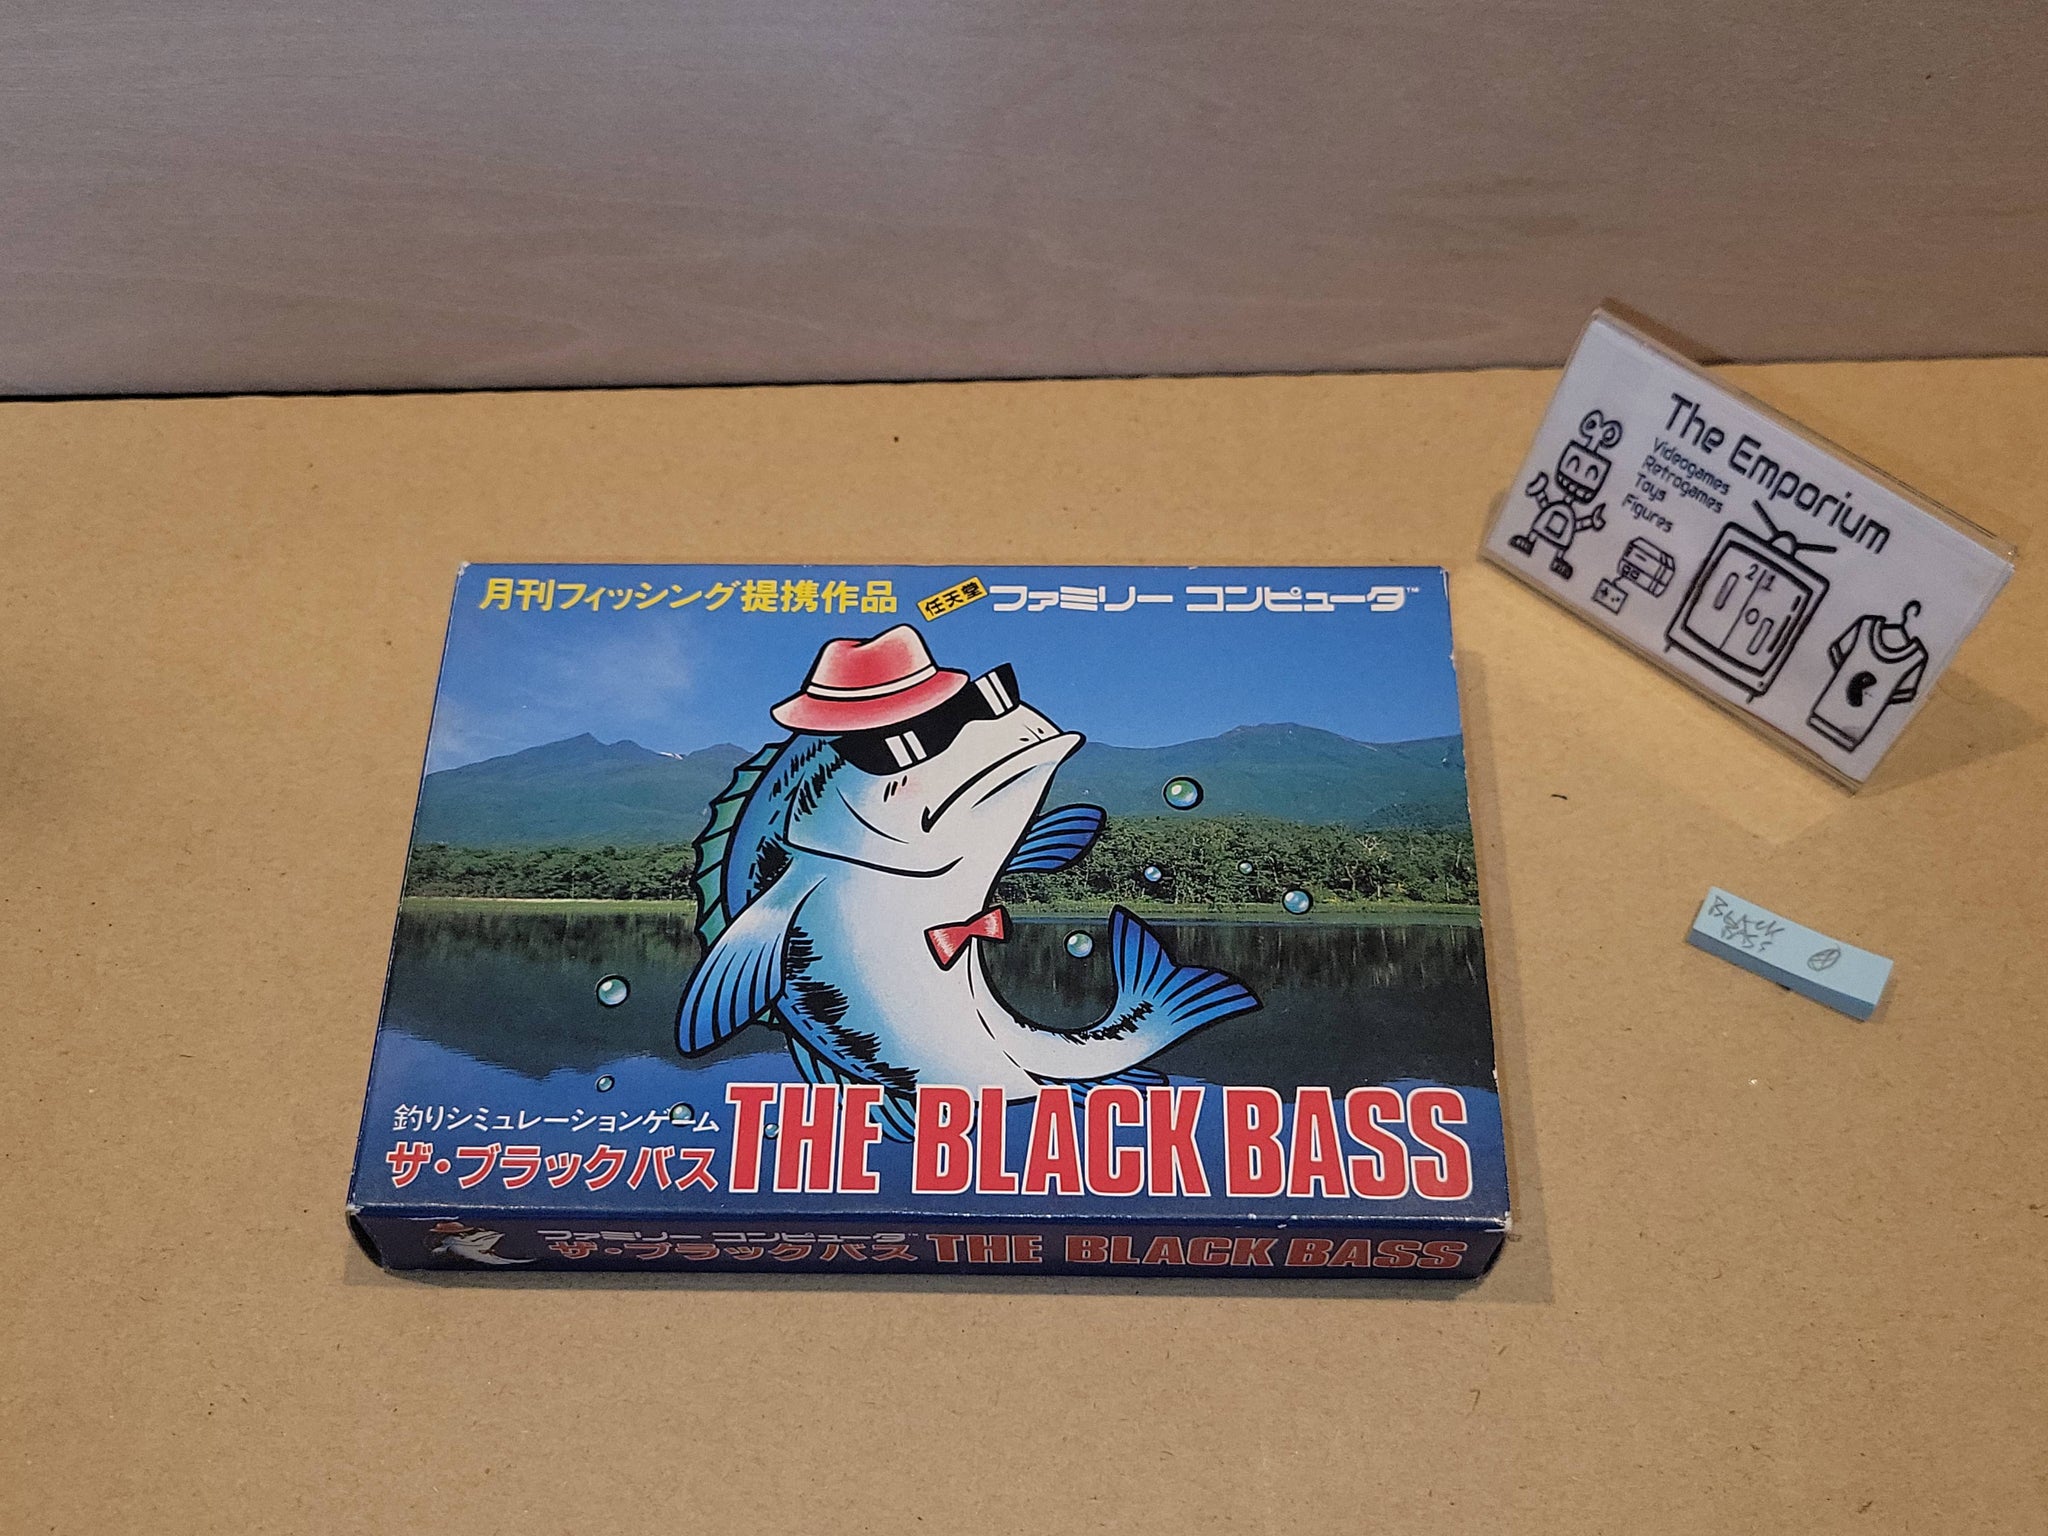 月刊フィッシング提携作品
任天堂 ファミリー コンピュータ™
釣りシミュレーションゲーム
ザ・ブラックバス
THE BLACK BASS
ファミリー コンピュータ™
ザ・ブラックバス THE BLACK BASS
The Emporium
Videogames
Retrogames
Toys
Figures
21